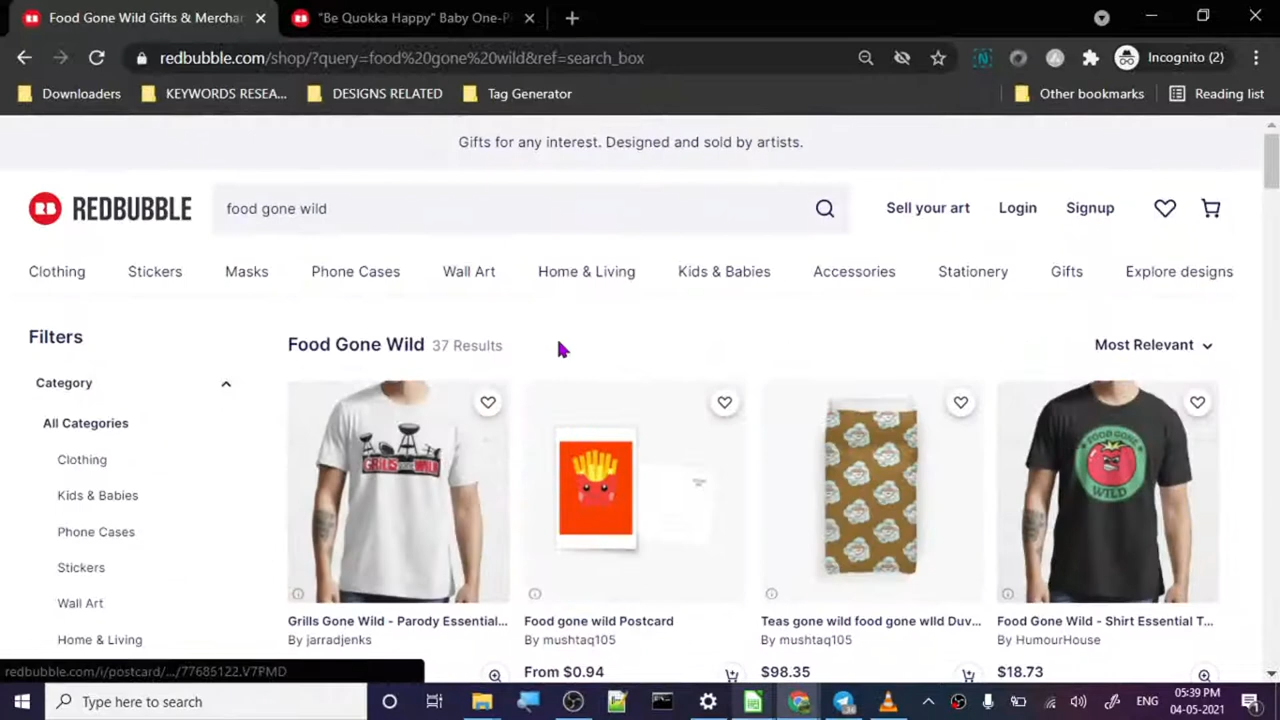 Food Gone Wild Gifts & Mercha
"Be Quokka Happy" Baby One-P
redbubble.com/shop/?query=food%20gone%20wild&ref=search_box
Incognito (2)
Downloaders
KEYWORDS RESEA...
DESIGNS RELATED
Tag Generator
Other bookmarks
Reading list
Gifts for any interest. Designed and sold by artists.
RB REDBUBBLE
food gone wild
Sell your art
Login
Signup
Clothing
Stickers
Masks
Phone Cases
Wall Art
Home & Living
Kids & Babies
Accessories
Stationery
Gifts
Explore designs
Filters
Food Gone Wild 37 Results
Most Relevant
Category
All Categories
Clothing
Kids & Babies
Phone Cases
Stickers
Wall Art
Home & Living
GRILLS GONE WILD
FOOD GONE
WILD
Grills Gone Wild - Parody Essential...
By jarradjenks
Food gone wild Postcard
By mushtaq105
From $0.94
Teas gone wild food gone wIld Duv...
By mushtaq105
$98.35
Food Gone Wild - Shirt Essential T...
By HumourHouse
$18.73
redbubble.com/i/postcard/.../77685122.V7PMD
Type here to search
ENG
05:39 PM
04-05-2021